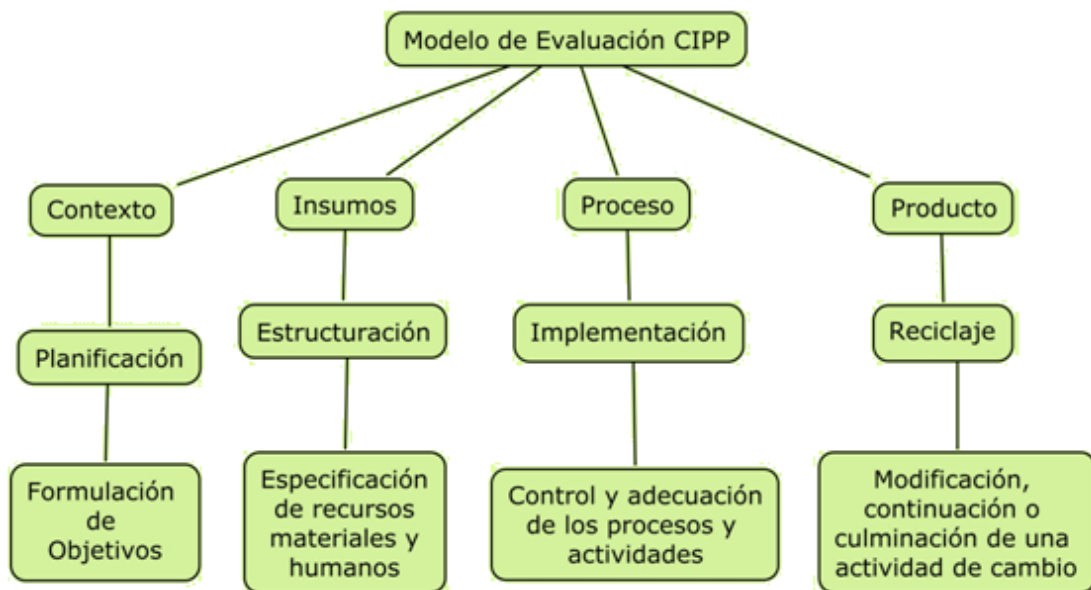 Modelo de Evaluación CIPP
Contexto
Insumos
Proceso
Producto
Planificación
Estructuración
Implementación
Reciclaje
Formulación
de
Objetivos
Especificación
de recursos
materiales y
humanos
Control y adecuación
de los procesos y
actividades
Modificación,
continuación o
culminación de una
actividad de cambio